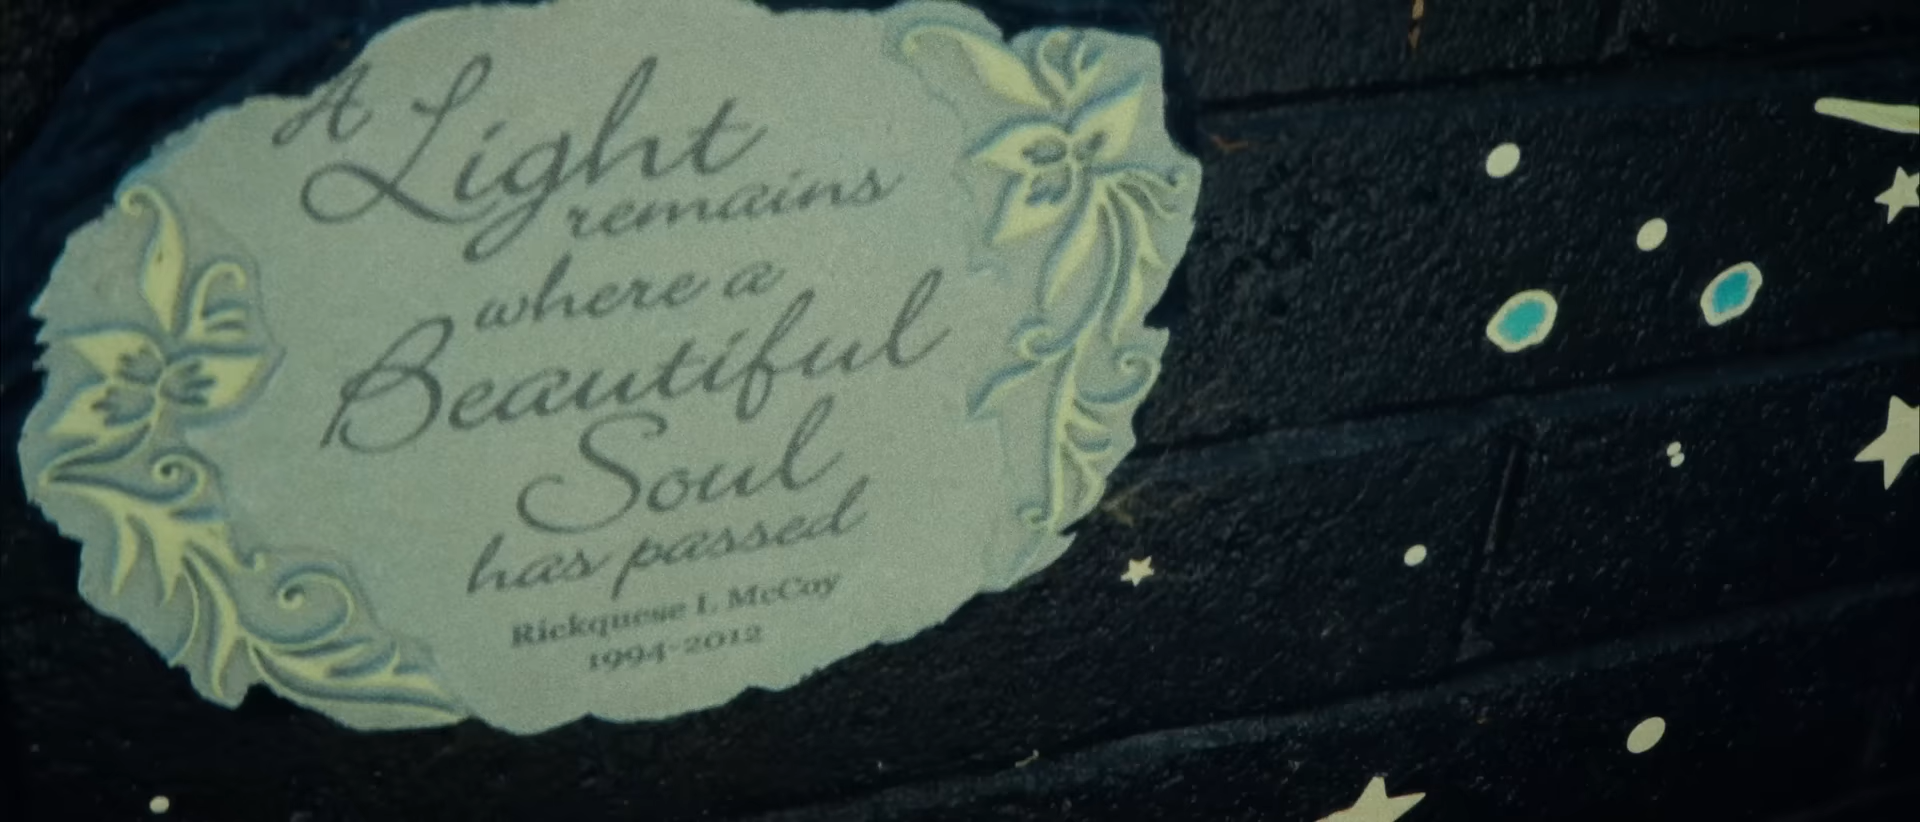 A
Light
remains
where a
Beautiful
Soul
has passed
Rickquese I. McCoy
1994-2012